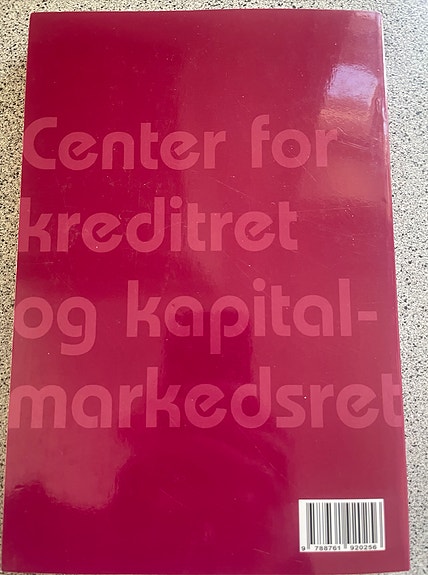 Center for
kreditret
og kapital-
markedsret
9 788761 920256